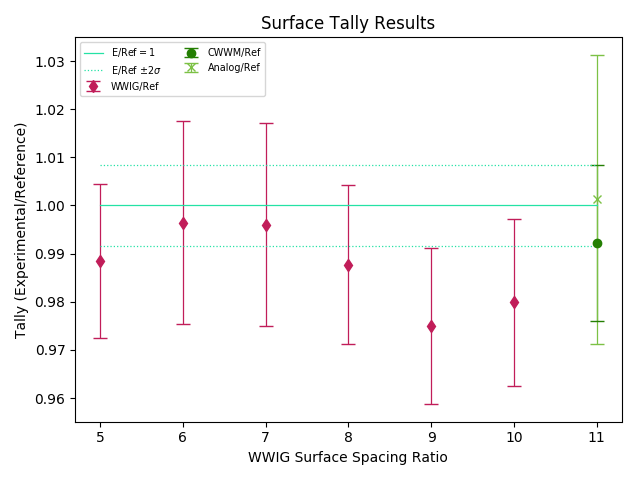 Surface Tally Results
E/Ref = 1
E/Ref ±2σ
WWIG/Ref
CWWM/Ref
Analog/Ref
Tally (Experimental/Reference)
1.03
1.02
1.01
1.00
0.99
0.98
0.97
0.96
5 6 7 8 9 10 11
WWIG Surface Spacing Ratio